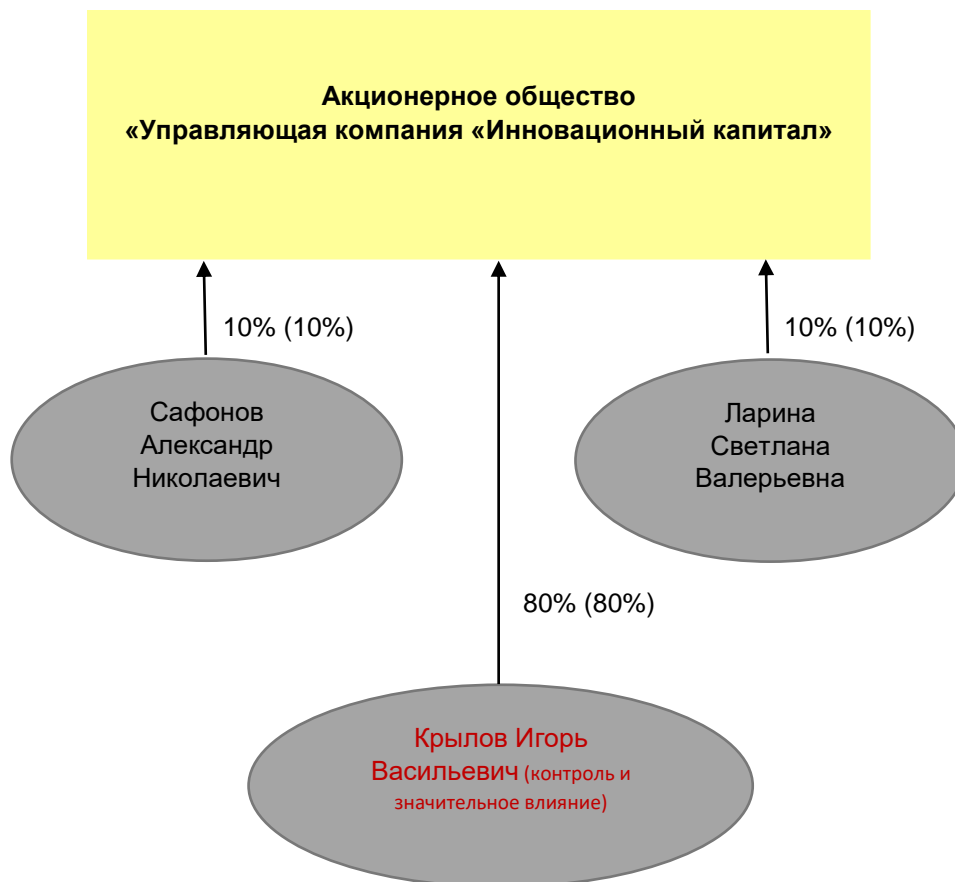 Акционерное общество
«Управляющая компания «Инновационный капитал»
10% (10%)
10% (10%)
Сафонов
Александр
Николаевич
Ларина
Светлана
Валерьевна
80% (80%)
Крылов Игорь
Васильевич (контроль и
значительное влияние)